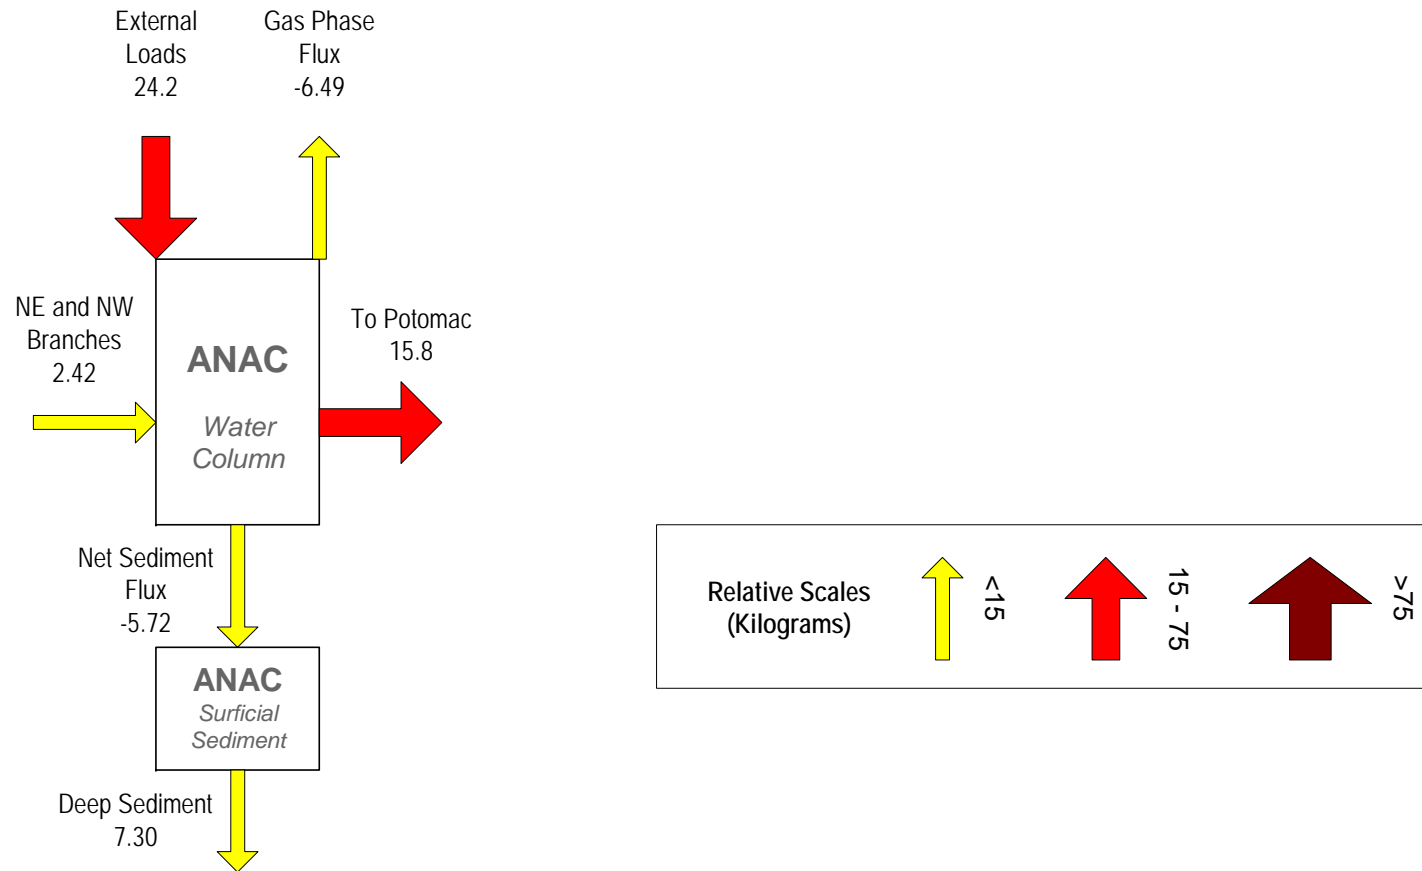 External
Loads
24.2
Gas Phase
Flux
-6.49
NE and NW
Branches
2.42
ANAC
Water
Column
To Potomac
15.8
Net Sediment
Flux
-5.72
ANAC
Surficial
Sediment
Deep Sediment
7.30
Relative Scales
(Kilograms)
<15
15 - 75
>75